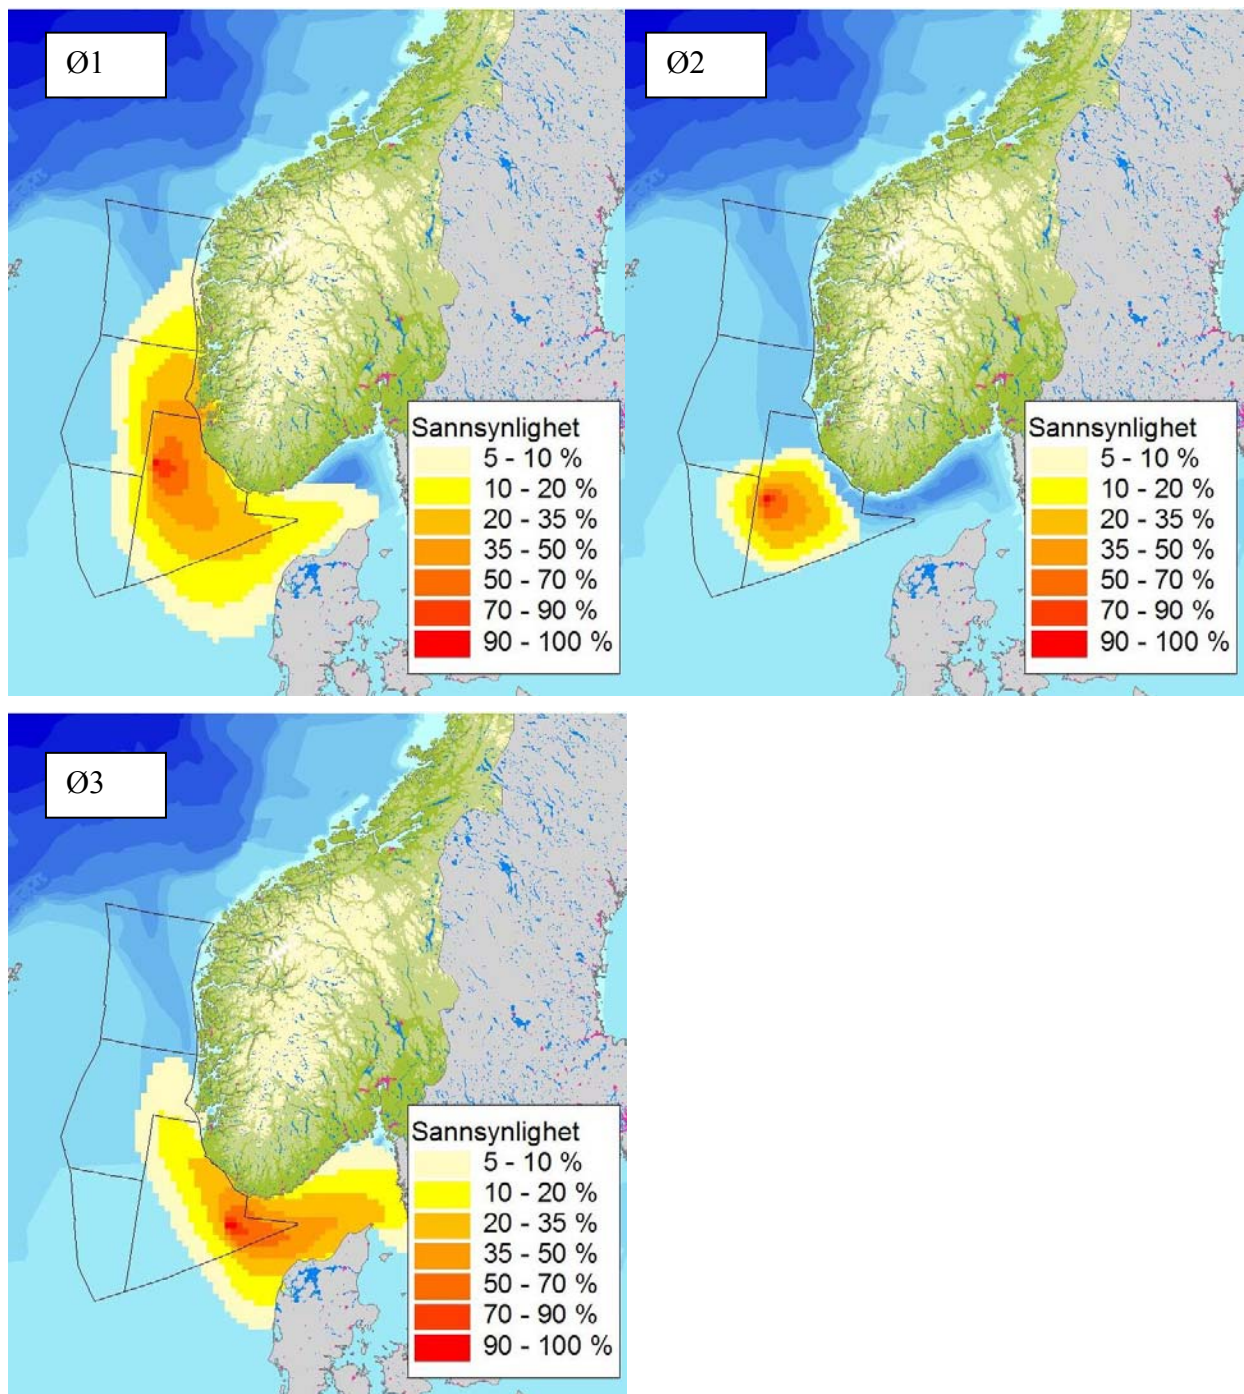 Ø1
Sannsynlighet
5 - 10 %
10 - 20 %
20 - 35 %
35 - 50 %
50 - 70 %
70 - 90 %
90 - 100 %
Ø2
Sannsynlighet
5 - 10 %
10 - 20 %
20 - 35 %
35 - 50 %
50 - 70 %
70 - 90 %
90 - 100 %
Ø3
Sannsynlighet
5 - 10 %
10 - 20 %
20 - 35 %
35 - 50 %
50 - 70 %
70 - 90 %
90 - 100 %